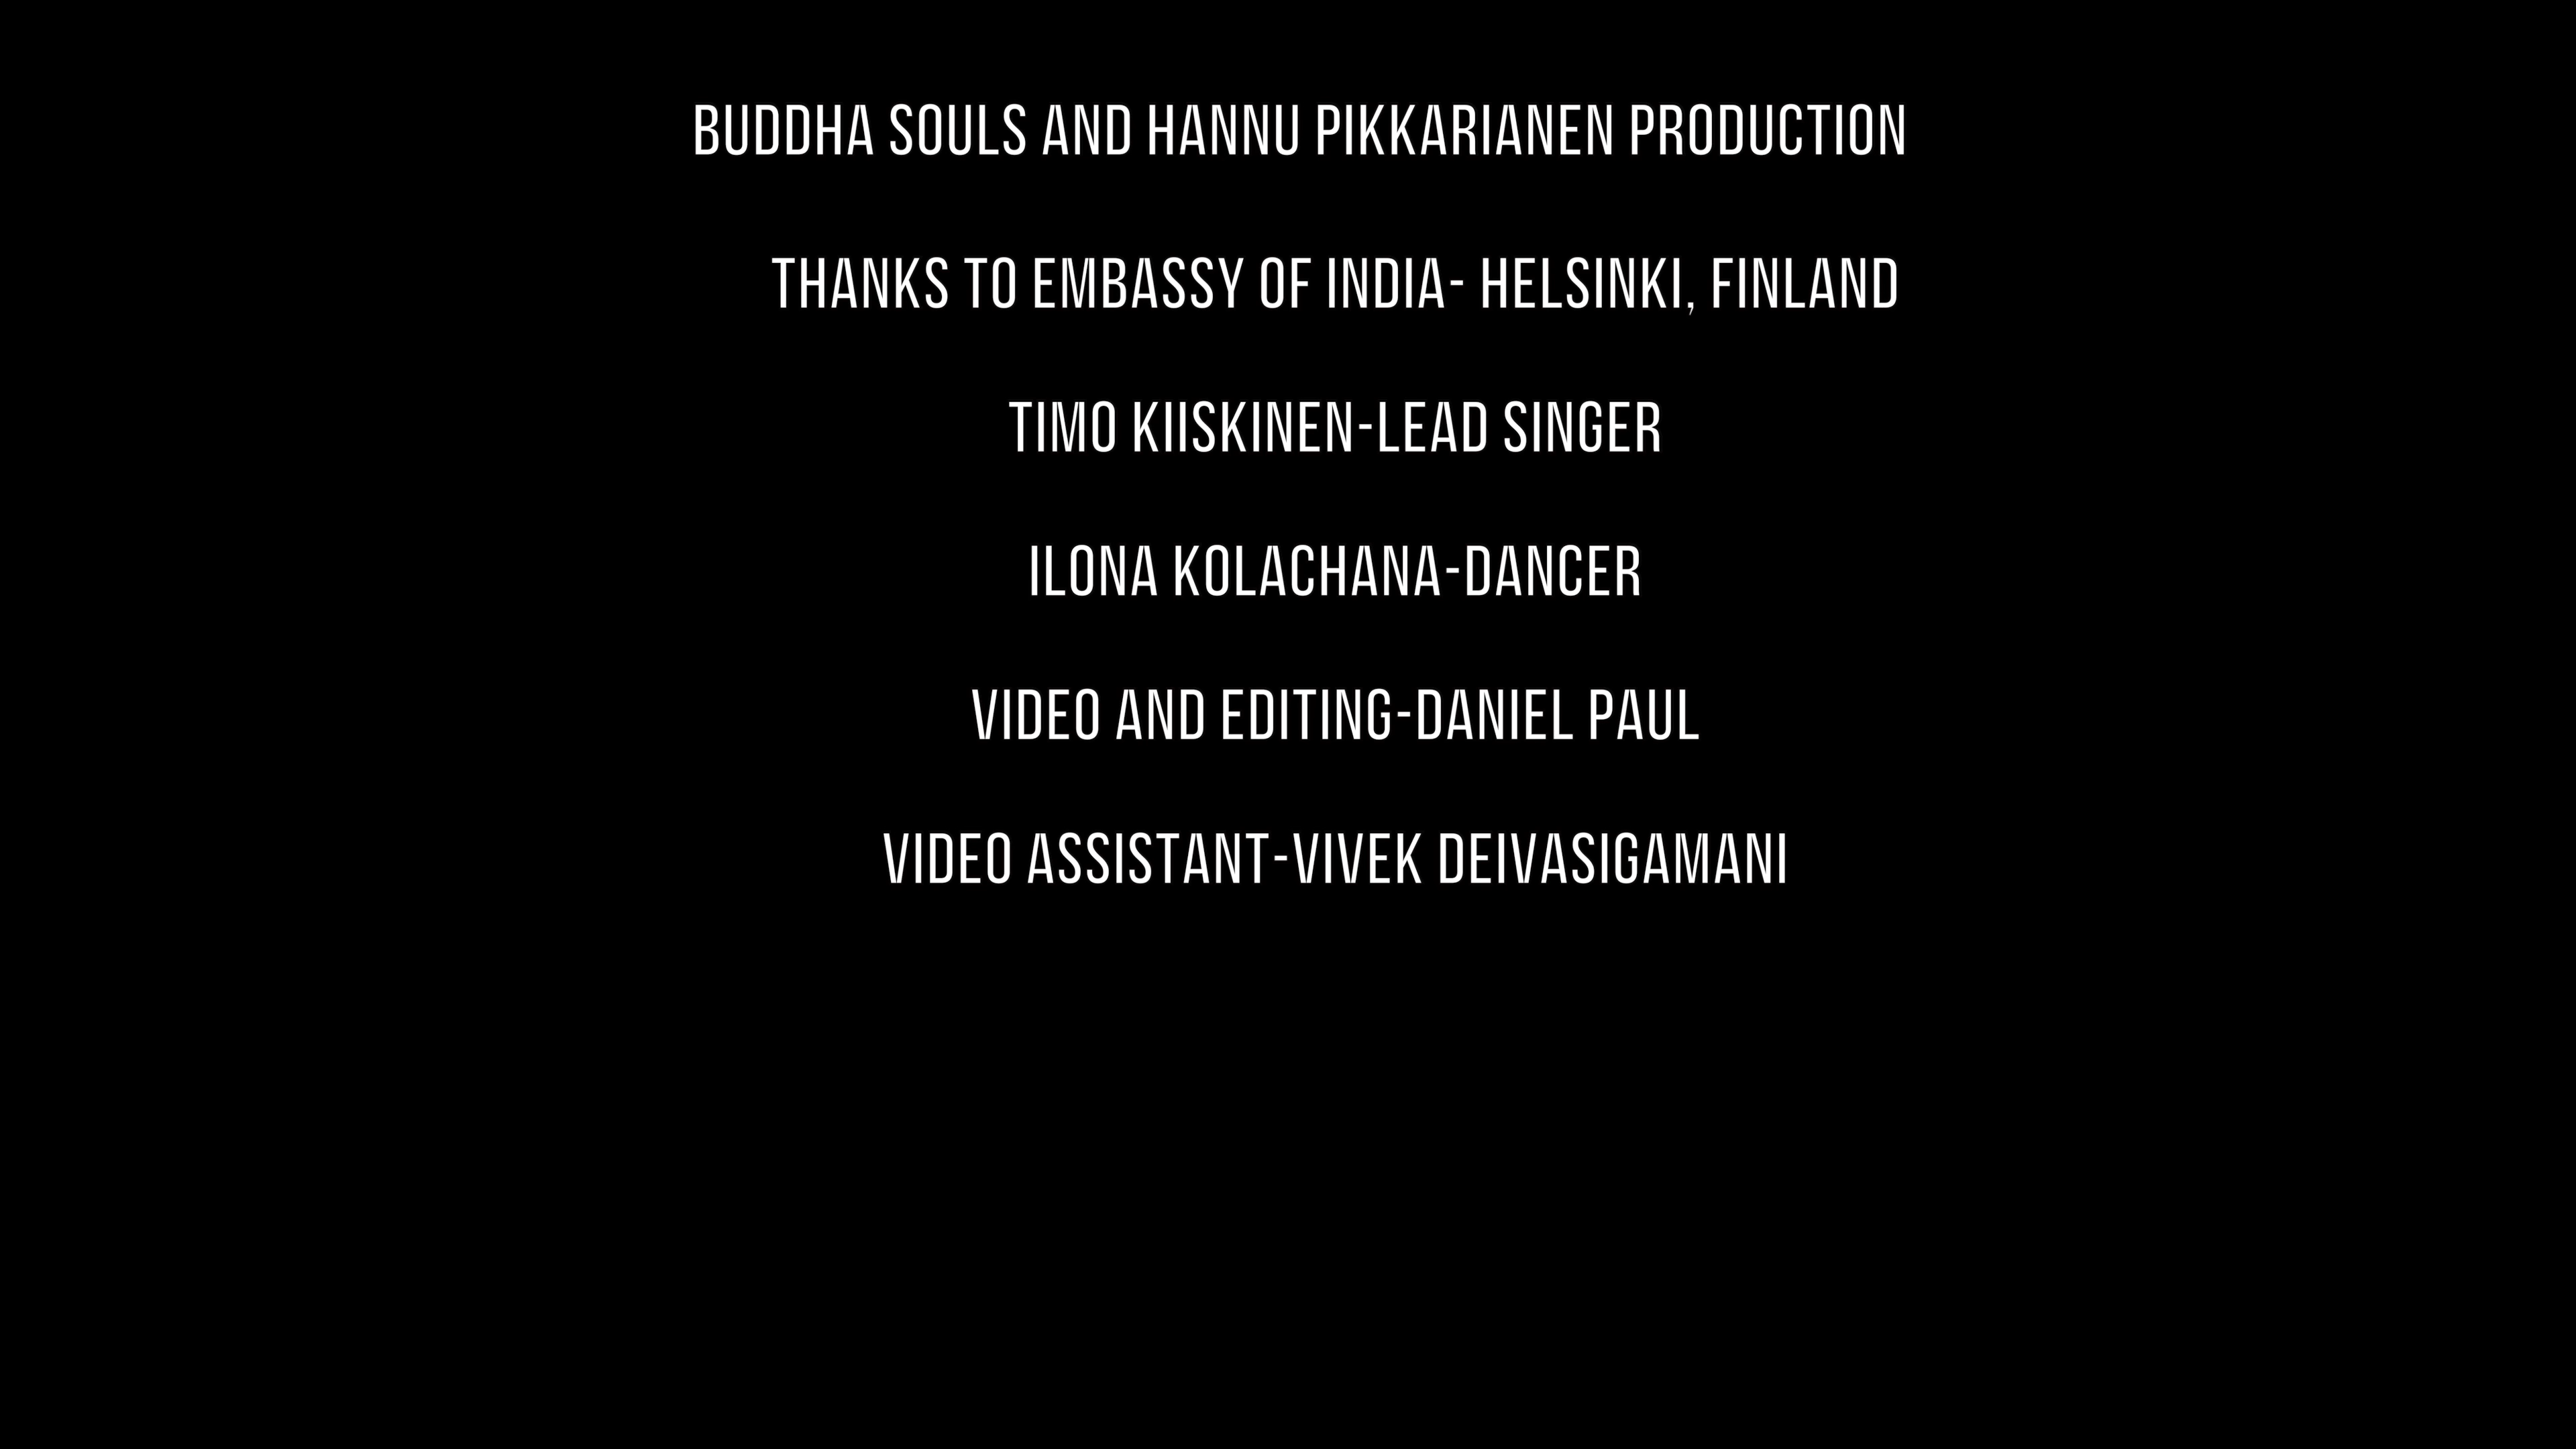 BUDDHA SOULS AND HANNU PIKKARIANEN PRODUCTION
THANKS TO EMBASSY OF INDIA- HELSINKI, FINLAND
TIMO KIISKINEN-LEAD SINGER
ILONA KOLACHANA-DANCER
VIDEO AND EDITING-DANIEL PAUL
VIDEO ASSISTANT-VIVEK DEIVASIGAMANI